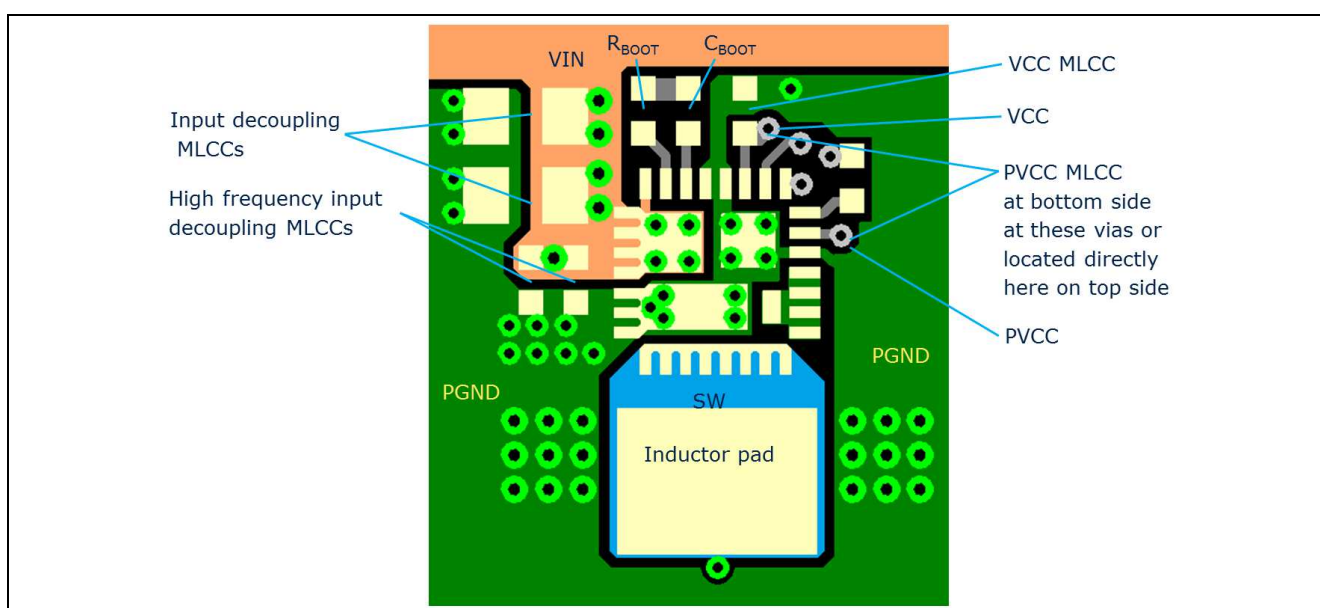 VIN
RBOOT
CBOOT
Input decoupling
MLCCs
High frequency input
decoupling MLCCs
VCC MLCC
VCC
PVCC MLCC
at bottom side
at these vias or
located directly
here on top side
PVCC
PGND
PGND
SW
Inductor pad